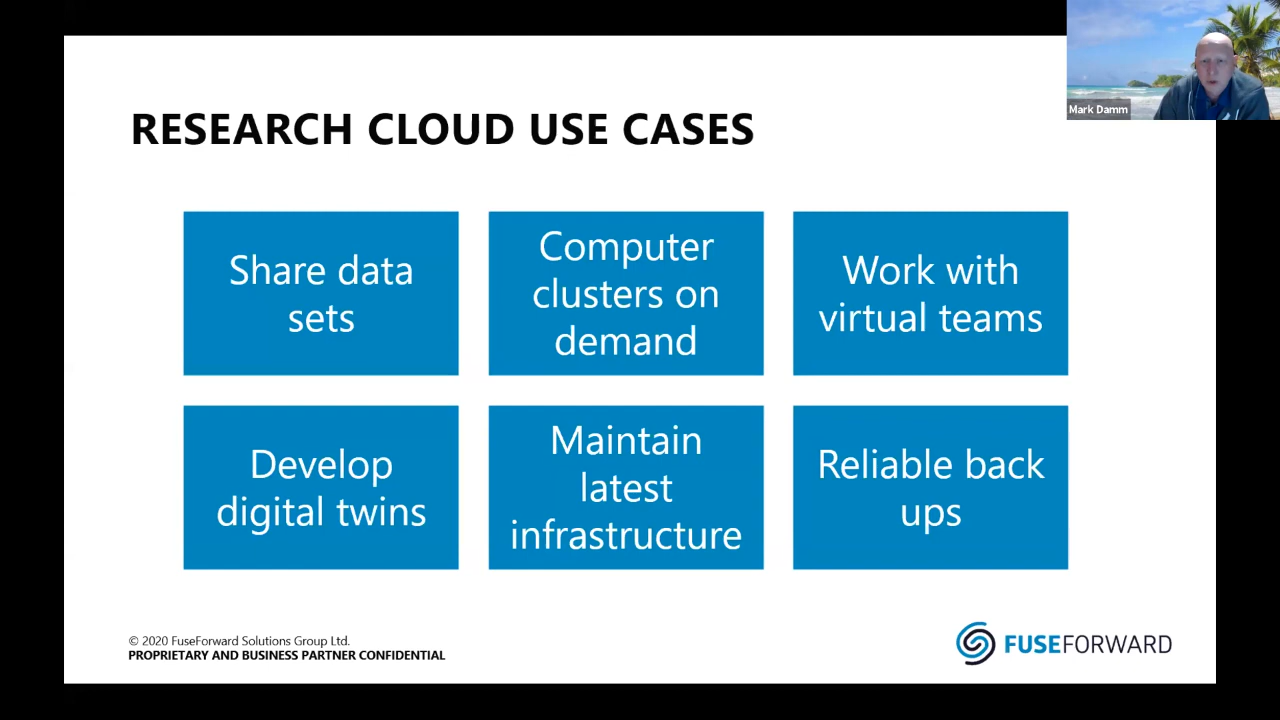 Mark Damm
RESEARCH CLOUD USE CASES
Share data
sets
Computer
clusters on
demand
Work with
virtual teams
Develop
digital twins
Maintain
latest
infrastructure
Reliable back
ups
© 2020 FuseForward Solutions Group Ltd.
PROPRIETARY AND BUSINESS PARTNER CONFIDENTIAL
FUSEFORWARD